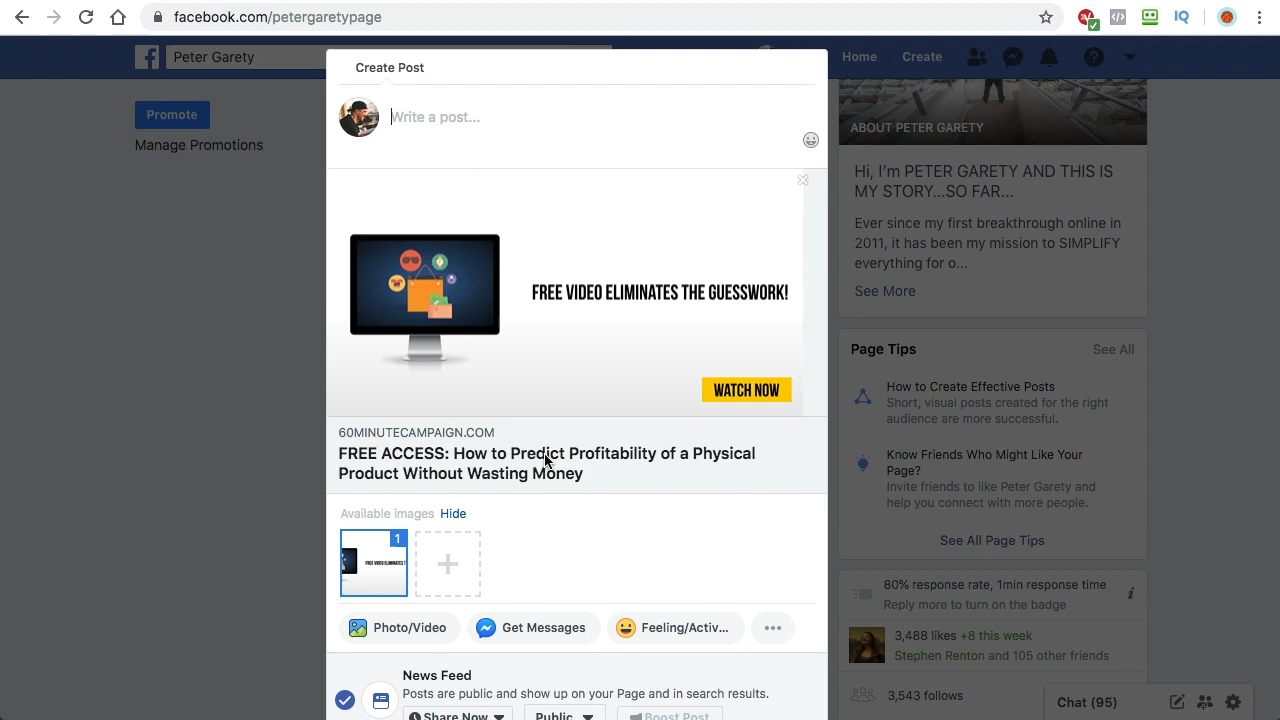 facebook.com/petergaretypage
Peter Garety
Home
Create
Create Post
Promote
Manage Promotions
Write a post...
FREE VIDEO ELIMINATES THE GUESSWORK!
WATCH NOW
60MINUTECAMPAIGN.COM
FREE ACCESS: How to Predict Profitability of a Physical
Product Without Wasting Money
Available images Hide
1
FREE VIDEO ELIMINATES T
Photo/Video
Get Messages
Feeling/Activ...
News Feed
Posts are public and show up on your Page and in search results.
Share Now
Public
Boost Post
ABOUT PETER GARETY
Hi, I'm PETER GARETY AND THIS IS
MY STORY...SO FAR...
Ever since my first breakthrough online in
2011, it has been my mission to SIMPLIFY
everything for o...
See More
Page Tips
See All
How to Create Effective Posts
Short, visual posts created for the right
audience are more successful.
Know Friends Who Might Like Your
Page?
Invite friends to like Peter Garety and
help you connect with more people.
See All Page Tips
80% response rate, 1min response time
Reply more to turn on the badge
3,488 likes +8 this week
Stephen Renton and 105 other friends
3,543 follows
Chat (95)
IQ